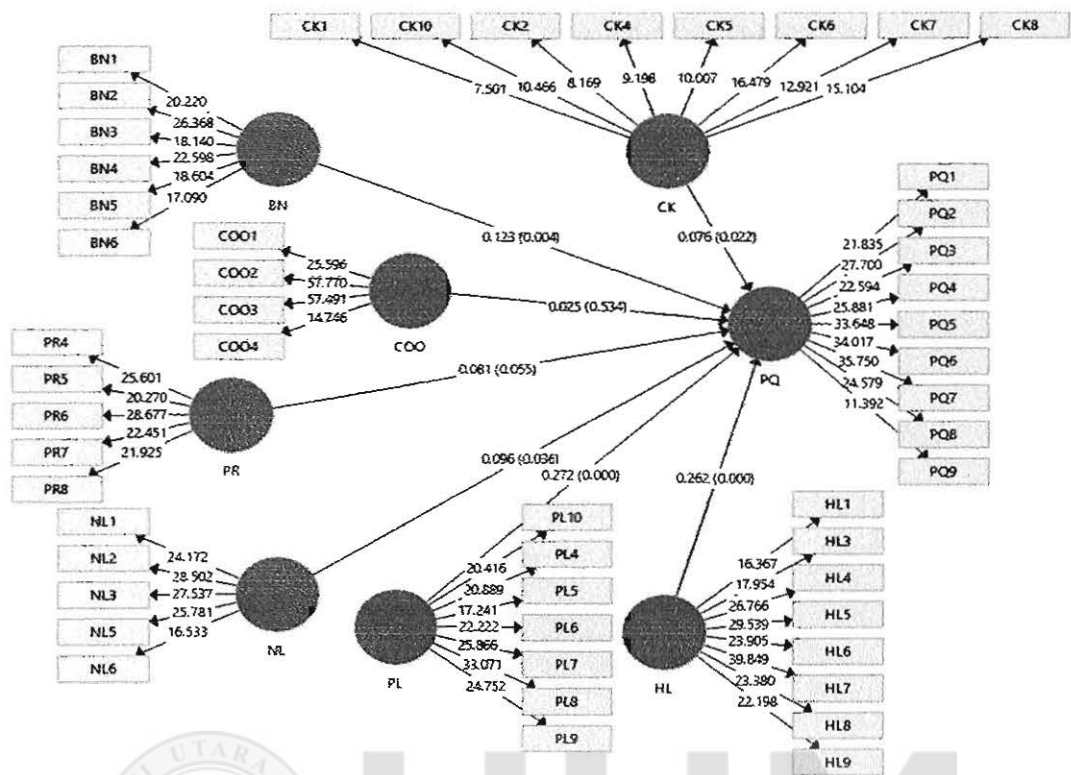 CK1 CK10 CK2 CK4 CK5 CK6 CK7 CK8
7.501 10.466 8.169 9.198 10.007 16.479 12.921 15.104
CK
BN1
BN2
BN3
BN4
BN5
BN6
20.220
26.368
18.140
22.598
18.604
17.090
BN
0.123 (0.004)
0.076 (0.022)
COO1
COO2
COO3
COO4
25.596
57.770
57.491
14.746
COO
0.025 (0.534)
PQ1
PQ2
PQ3
PQ4
PQ5
PQ6
PQ7
PQ8
PQ9
21.835
27.700
22.594
25.881
33.648
34.017
35.750
24.579
11.392
PQ
PR4
PR5
PR6
PR7
PR8
25.601
20.270
28.677
22.451
21.925
PR
0.081 (0.055)
NL1
NL2
NL3
NL5
NL6
24.172
28.902
27.537
25.781
16.533
NL
0.096 (0.036)
0.272 (0.000)
0.262 (0.000)
PL10
PL4
PL5
PL6
PL7
PL8
PL9
20.416
20.889
17.241
22.222
25.866
33.071
24.752
PL
HL1
HL3
HL4
HL5
HL6
HL7
HL8
HL9
16.367
17.954
26.766
29.539
23.905
39.849
23.380
22.198
HL
UTARA